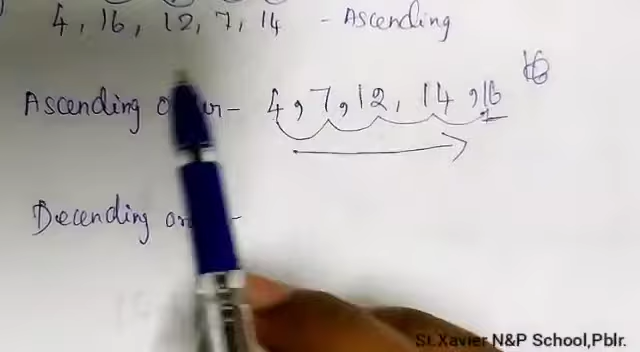 4, 16, 12, 7, 14 - Ascending
16
Ascending order - 4, 7, 12, 14, 16
Decending order -
St.Xavier N&P School,Pblr.